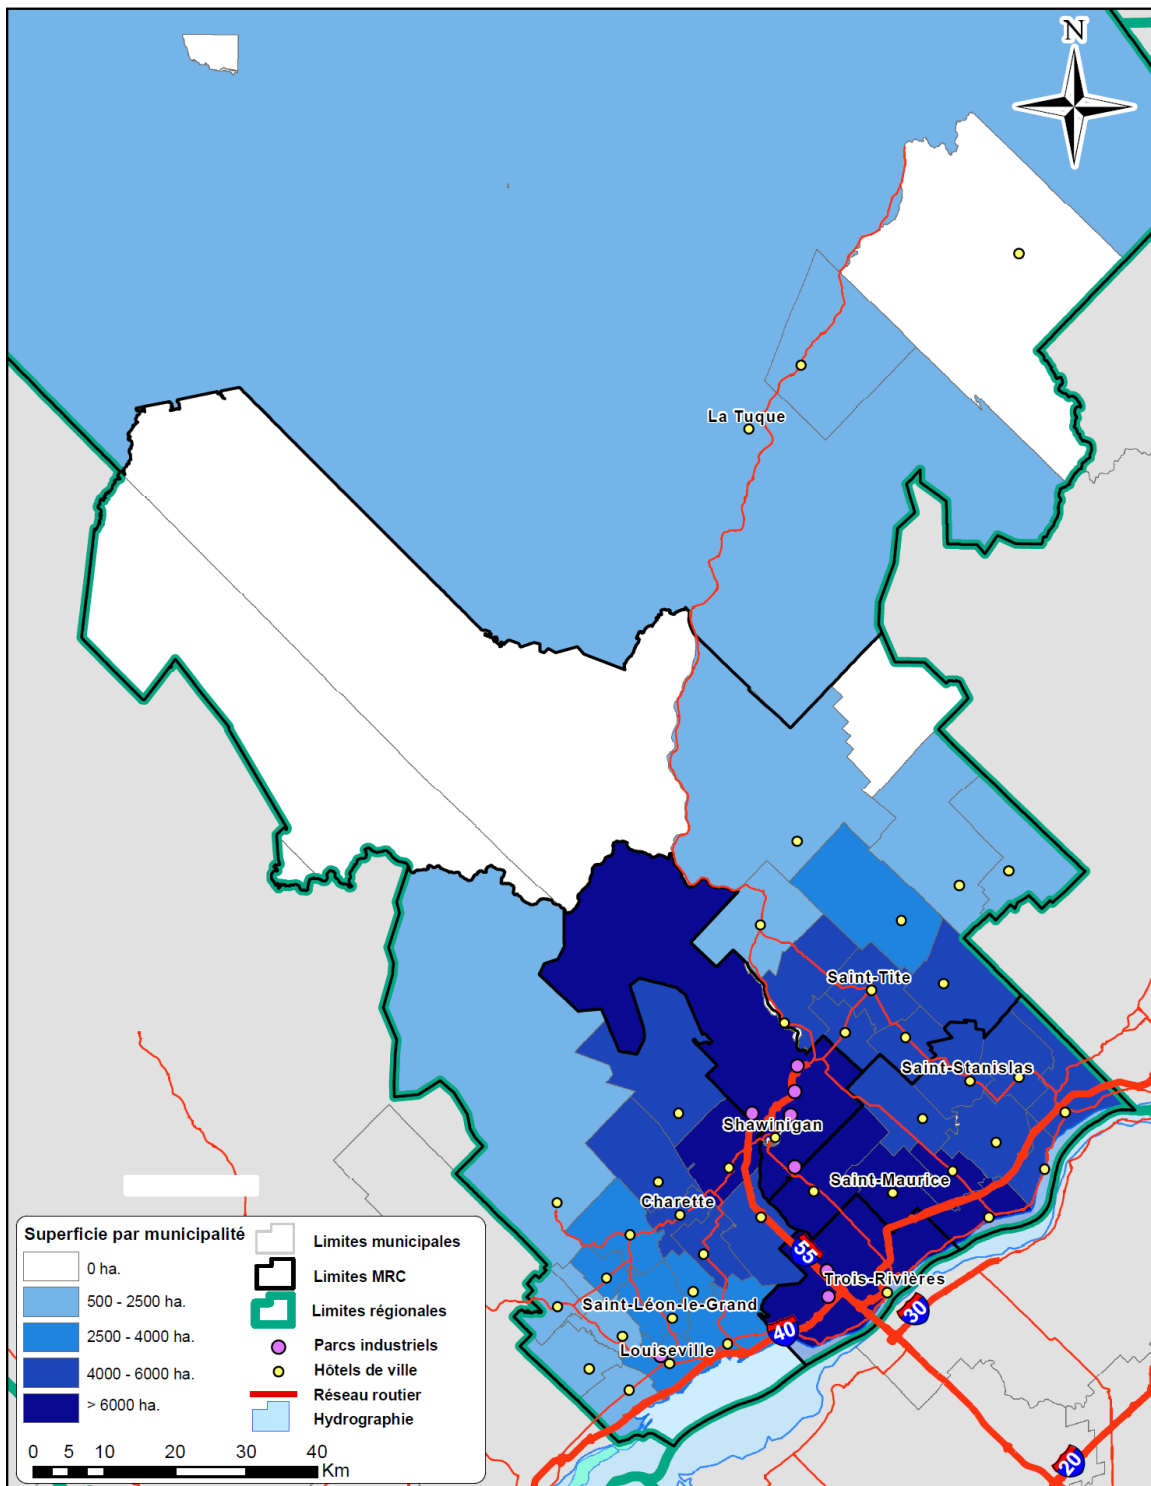 N
La Tuque
Saint-Tite
Saint-Stanislas
Shawinigan
Saint-Maurice
Charette
55
Trois-Rivières
Saint-Léon-le-Grand
30
40
Louiseville
20
Superficie par municipalité
0 ha.
500 - 2500 ha.
2500 - 4000 ha.
4000 - 6000 ha.
> 6000 ha.
Limites municipales
Limites MRC
Limites régionales
Parcs industriels
Hôtels de ville
Réseau routier
Hydrographie
0 5 10 20 30 40
Km